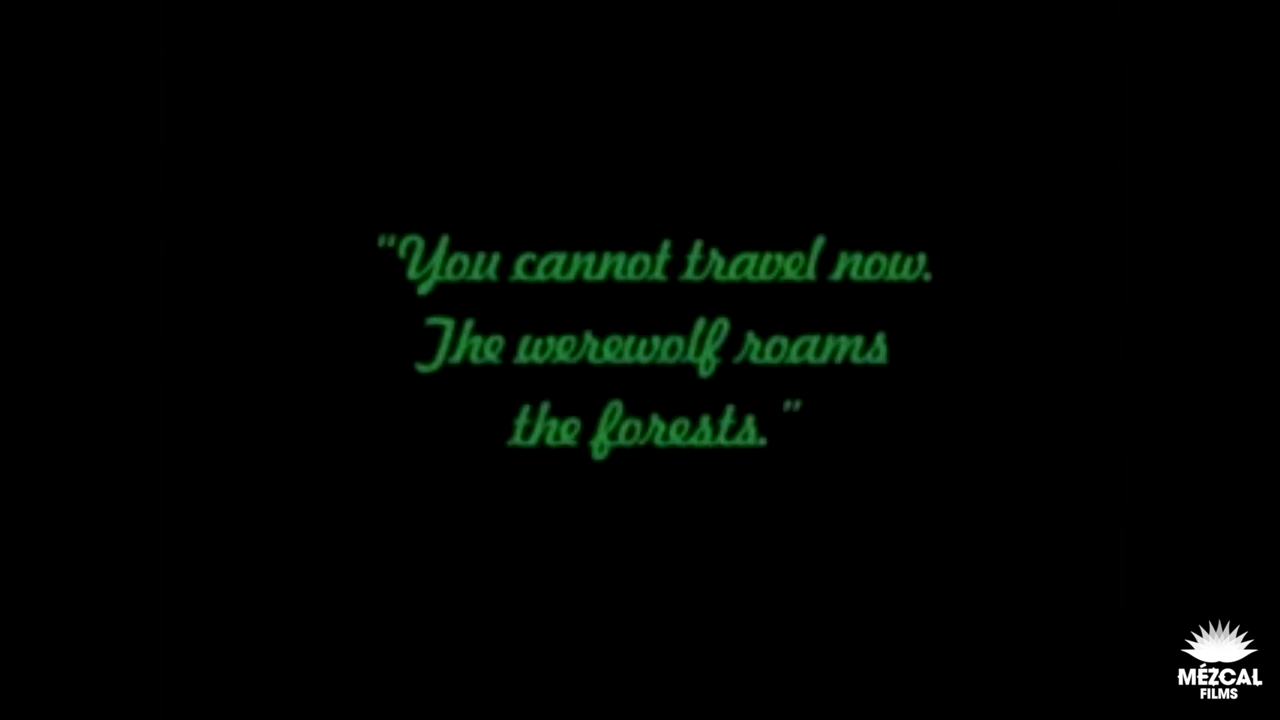 "You cannot travel now.
The werewolf roams
the forests."
MÉZCAL
FILMS